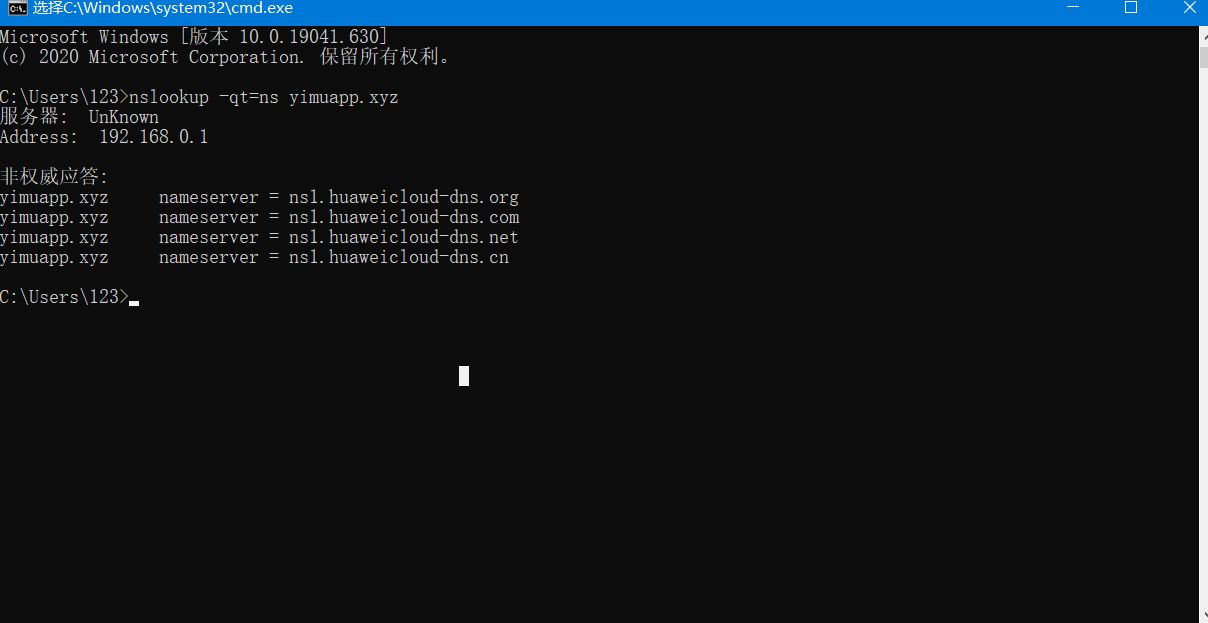 选择C:\Windows\system32\cmd.exe
Microsoft Windows [版本 10.0.19041.630]
(c) 2020 Microsoft Corporation. 保留所有权利。
C:\Users\123>nslookup -qt=ns yimuapp.xyz
服务器:  UnKnown
Address:  192.168.0.1
非权威应答:
yimuapp.xyz     nameserver = ns1.huaweicloud-dns.org
yimuapp.xyz     nameserver = ns1.huaweicloud-dns.com
yimuapp.xyz     nameserver = ns1.huaweicloud-dns.net
yimuapp.xyz     nameserver = ns1.huaweicloud-dns.cn
C:\Users\123>